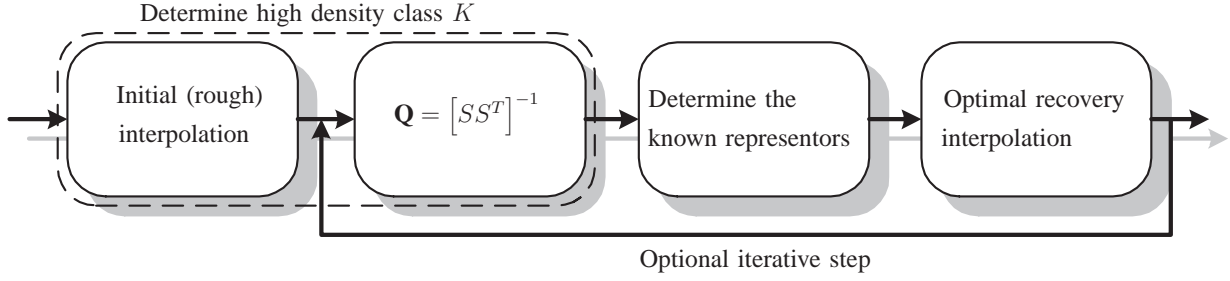 Determine high density class K
Initial (rough)
interpolation
Q = [SS^T]^{-1}
Determine the
known representors
Optimal recovery
interpolation
Optional iterative step